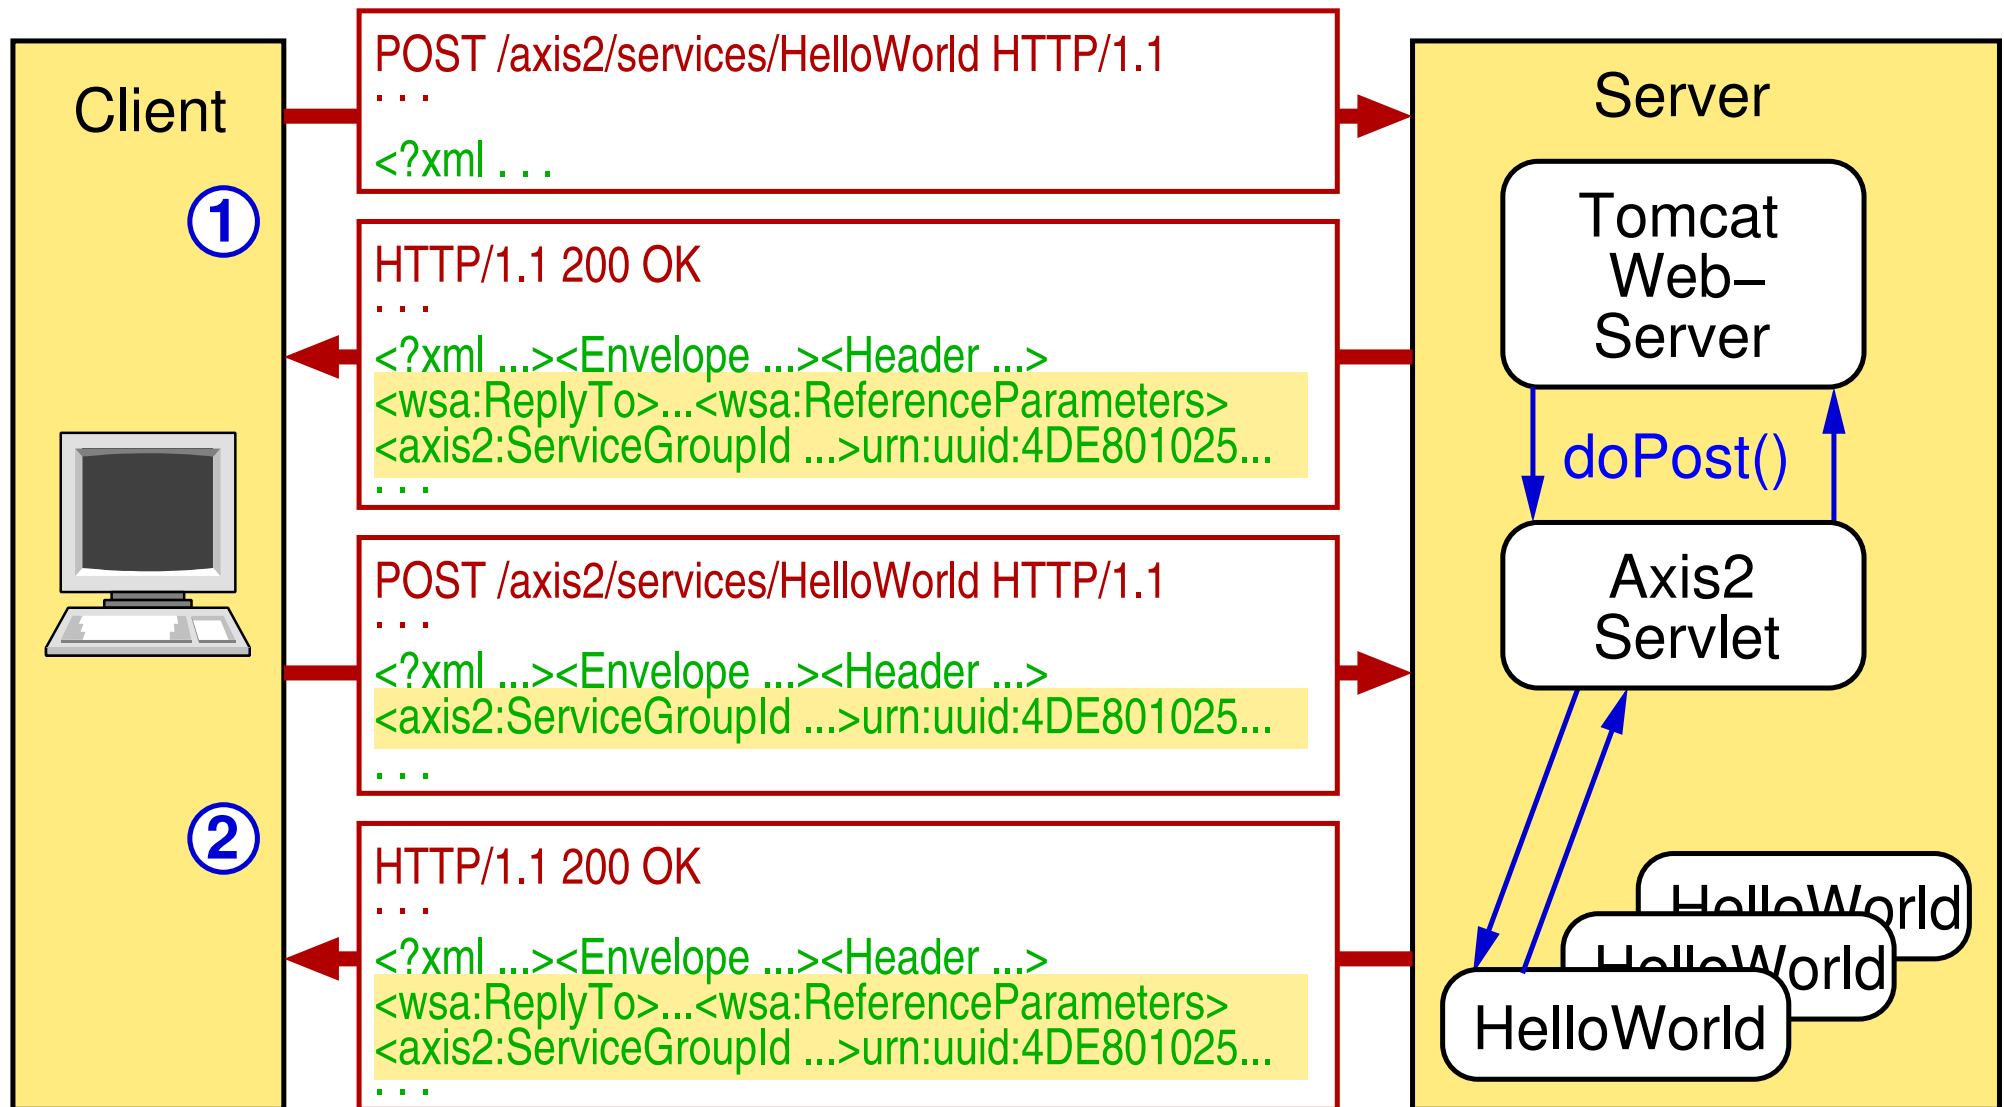 Client
1
2
POST /axis2/services/HelloWorld HTTP/1.1
. . .
<?xml . . .
HTTP/1.1 200 OK
. . .
<?xml ...><Envelope ...><Header ...>
<wsa:ReplyTo>...<wsa:ReferenceParameters>
<axis2:ServiceGroupId ...>urn:uuid:4DE801025...
. . .
POST /axis2/services/HelloWorld HTTP/1.1
. . .
<?xml ...><Envelope ...><Header ...>
<axis2:ServiceGroupId ...>urn:uuid:4DE801025...
. . .
HTTP/1.1 200 OK
. . .
<?xml ...><Envelope ...><Header ...>
<wsa:ReplyTo>...<wsa:ReferenceParameters>
<axis2:ServiceGroupId ...>urn:uuid:4DE801025...
. . .
Server
Tomcat
Web–
Server
doPost()
Axis2
Servlet
HelloWorld
HelloWorld
HelloWorld